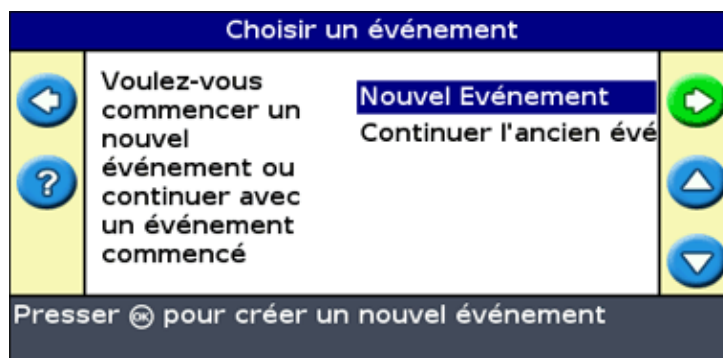 Choisir un événement
Voulez-vous
commencer un
nouvel
événement ou
continuer avec
un événement
commencé
Nouvel Evénement
Continuer l'ancien évé
?
Presser OK pour créer un nouvel événement